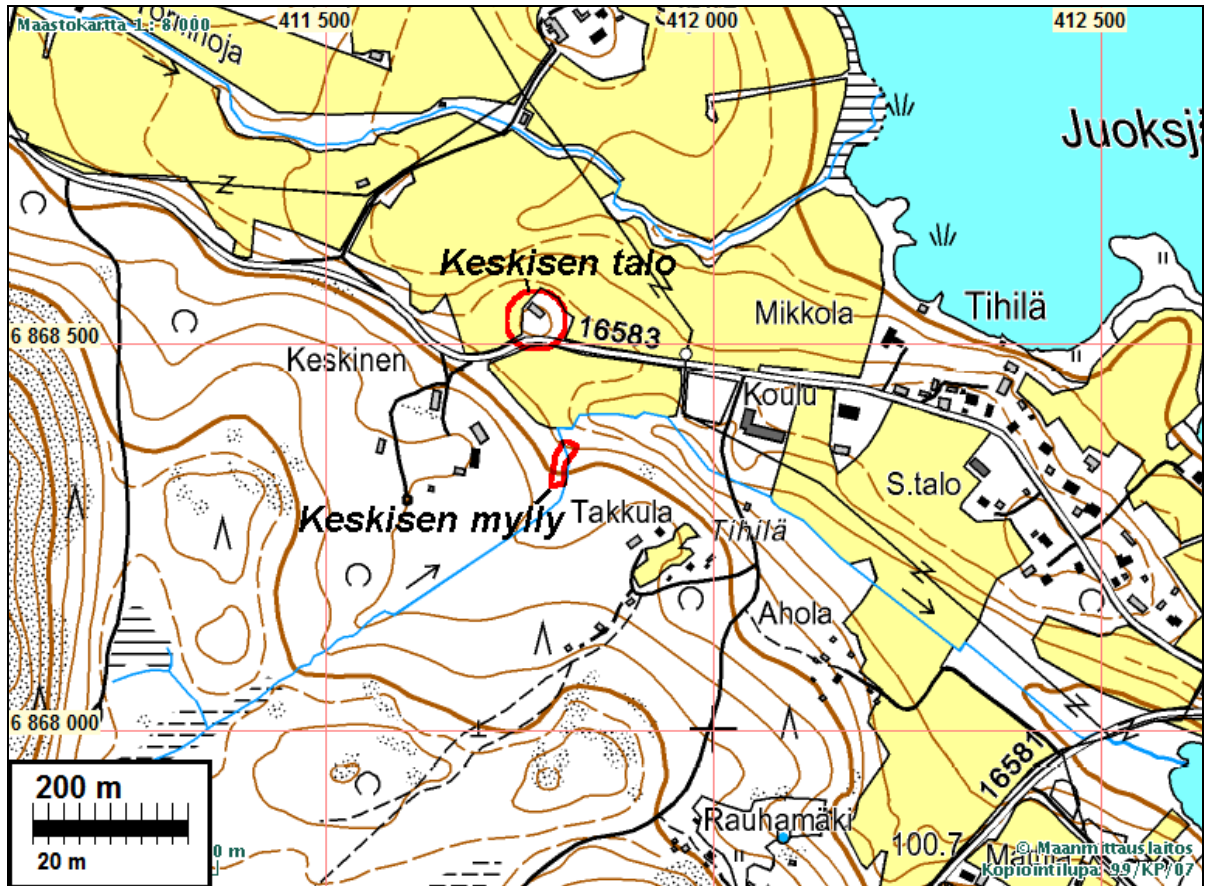 411 500
412 000
412 500
Maastokartta 1 : 8 000
Juoksj
Keskisen talo
16583
Mikkola
Tihilä
6 868 500
Keskinen
Koulu
S.talo
Keskisen mylly
Takkula
Tihilä
Ahola
6 868 000
16581
200 m
20 m
0 m
Rauhamäki
100.7
© Maanmittauslaitos
Kopiointilupa 99/KP/07